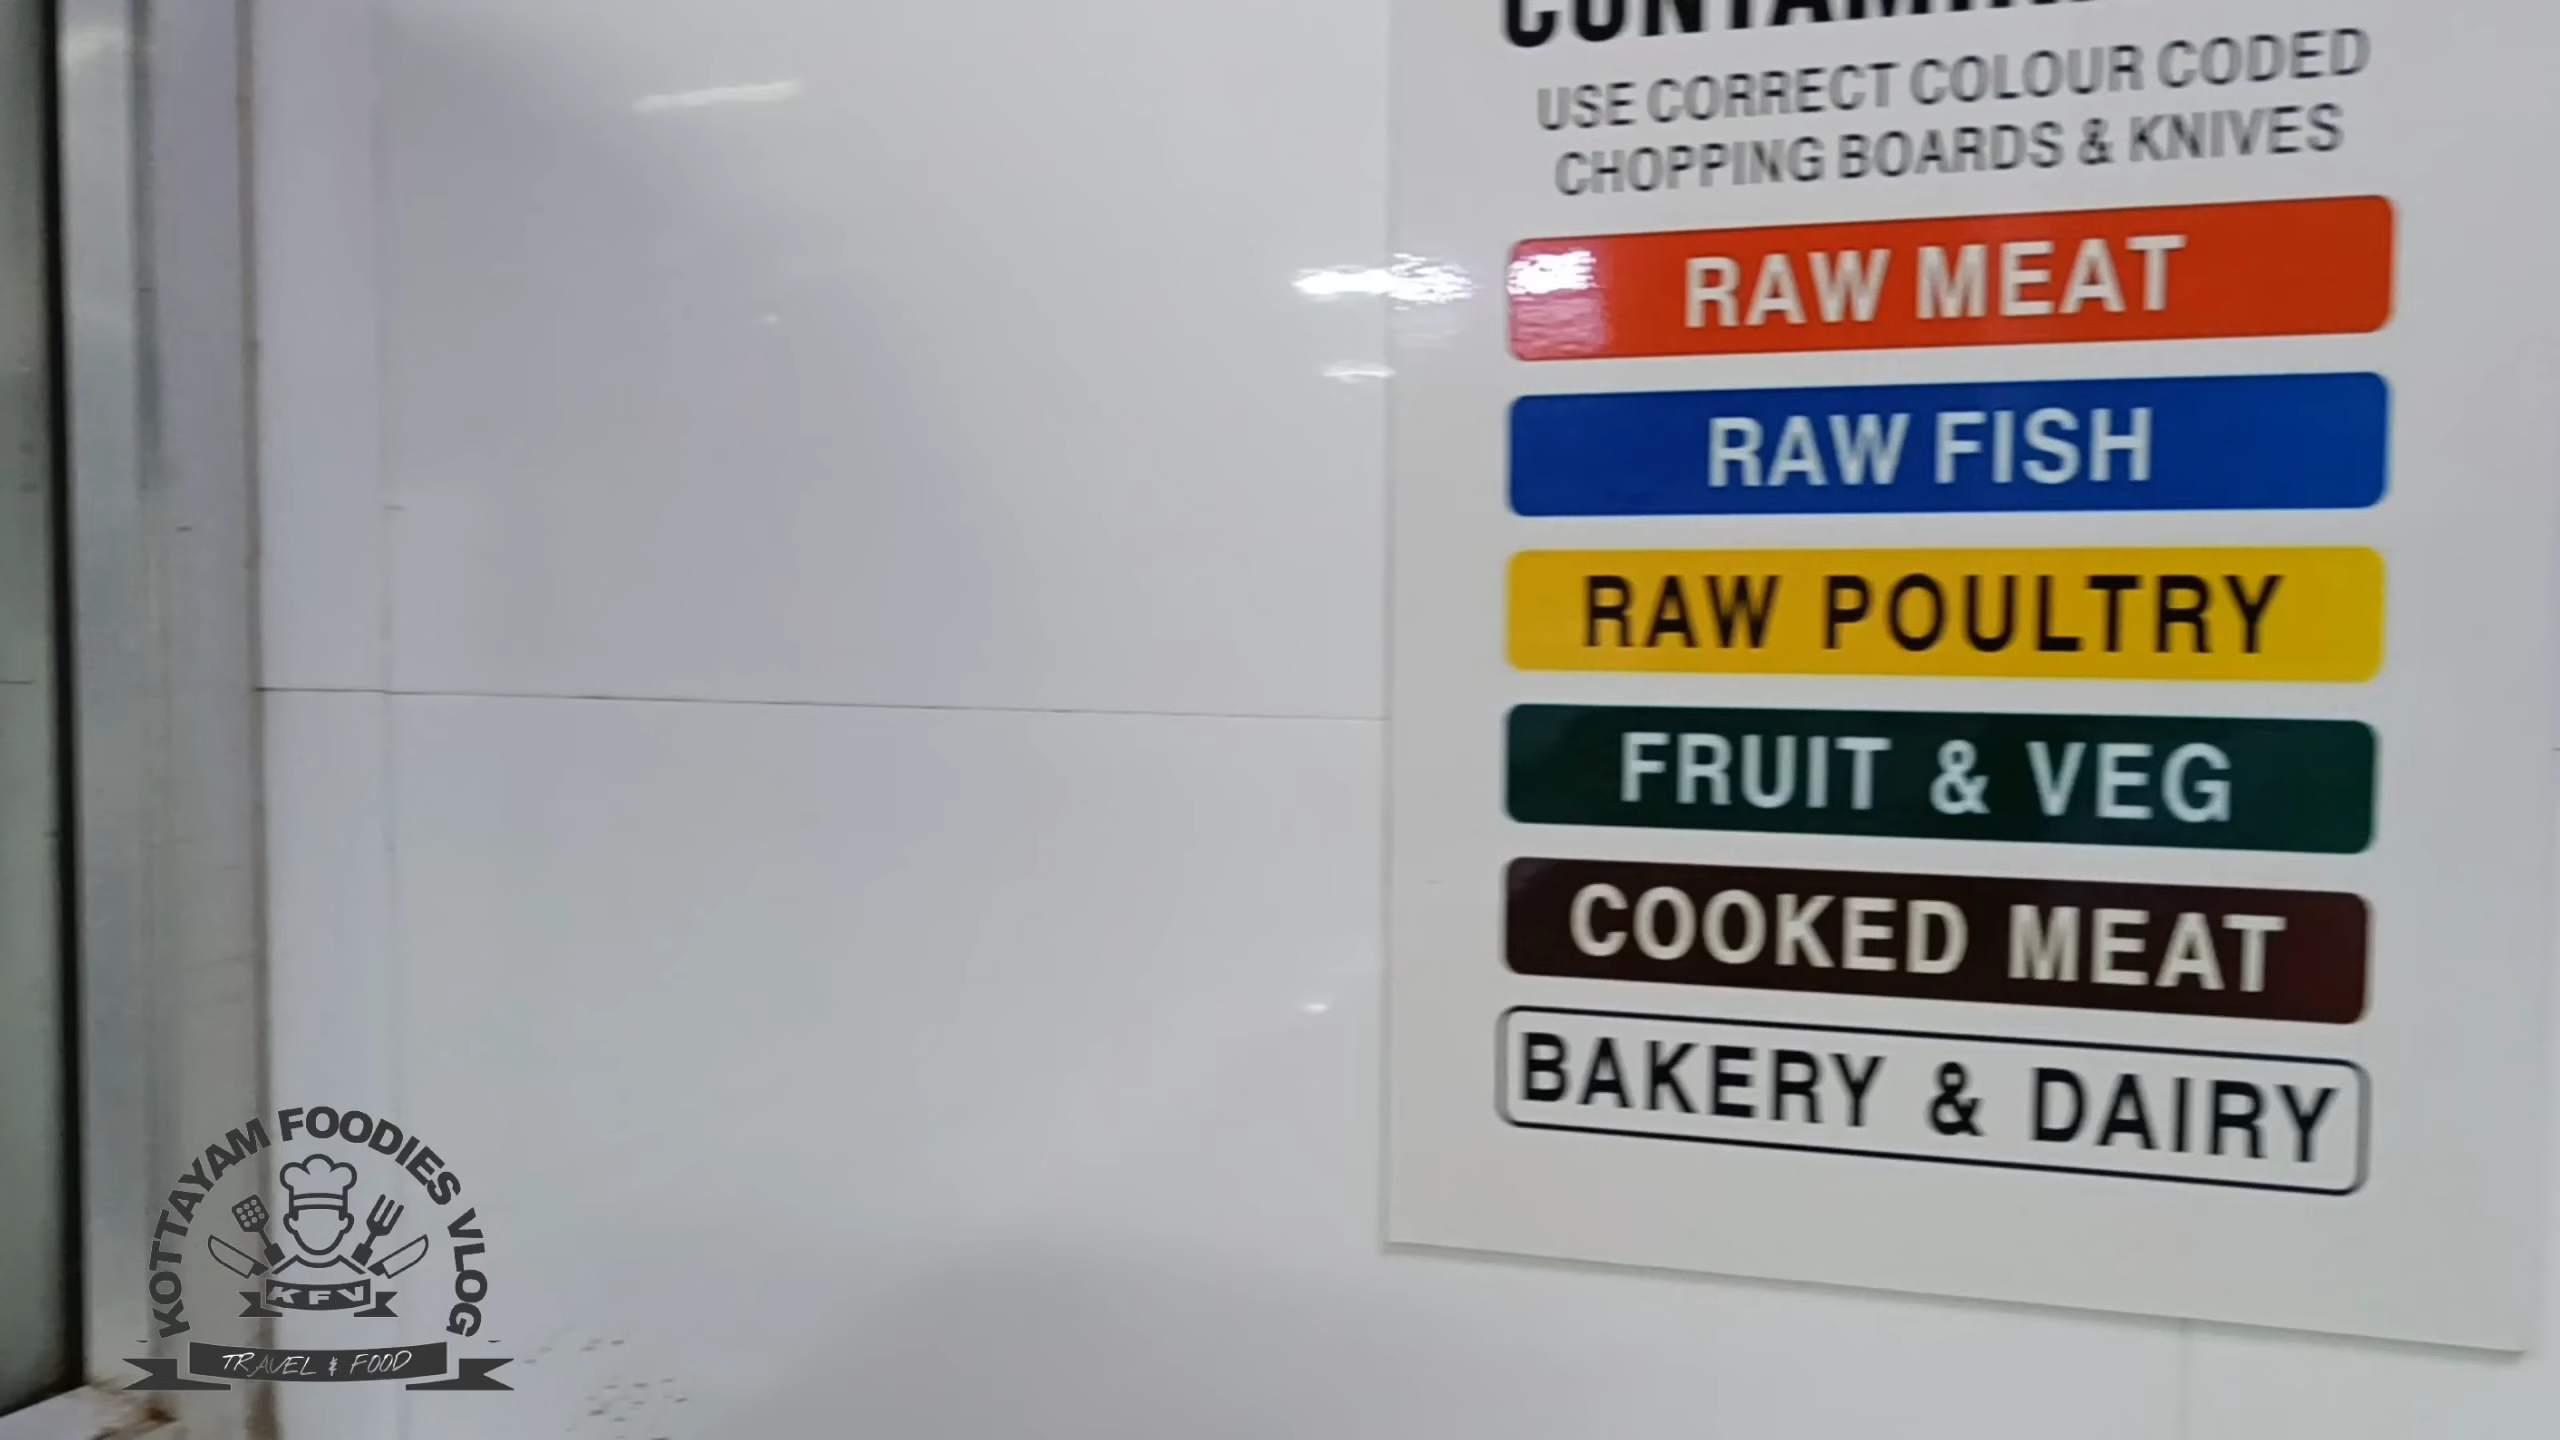 USE CORRECT COLOUR CODED
CHOPPING BOARDS & KNIVES
RAW MEAT
RAW FISH
RAW POULTRY
FRUIT & VEG
COOKED MEAT
BAKERY & DAIRY
KOTTAYAM FOODIES VLOG
KFV
TRAVEL & FOOD